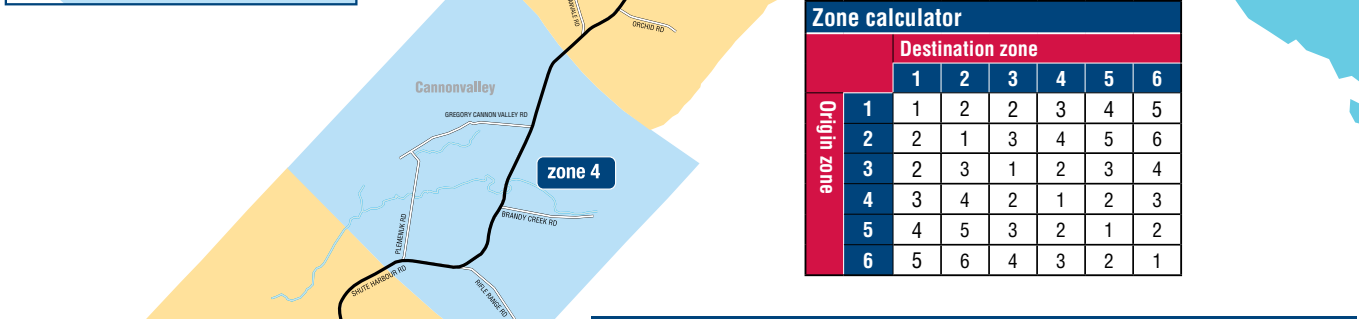 ORCHID RD
Cannonvalley
GREGORY CANNON VALLEY RD
zone 4
BRANDY CREEK RD
PLEMENUK RD
SHUTE HARBOUR RD
RIFLE RANGE RD
Zone calculator
Destination zone
1 2 3 4 5 6
Origin zone
1 1 2 2 3 4 5
2 2 1 3 4 5 6
3 2 3 1 2 3 4
4 3 4 2 1 2 3
5 4 5 3 2 1 2
6 5 6 4 3 2 1